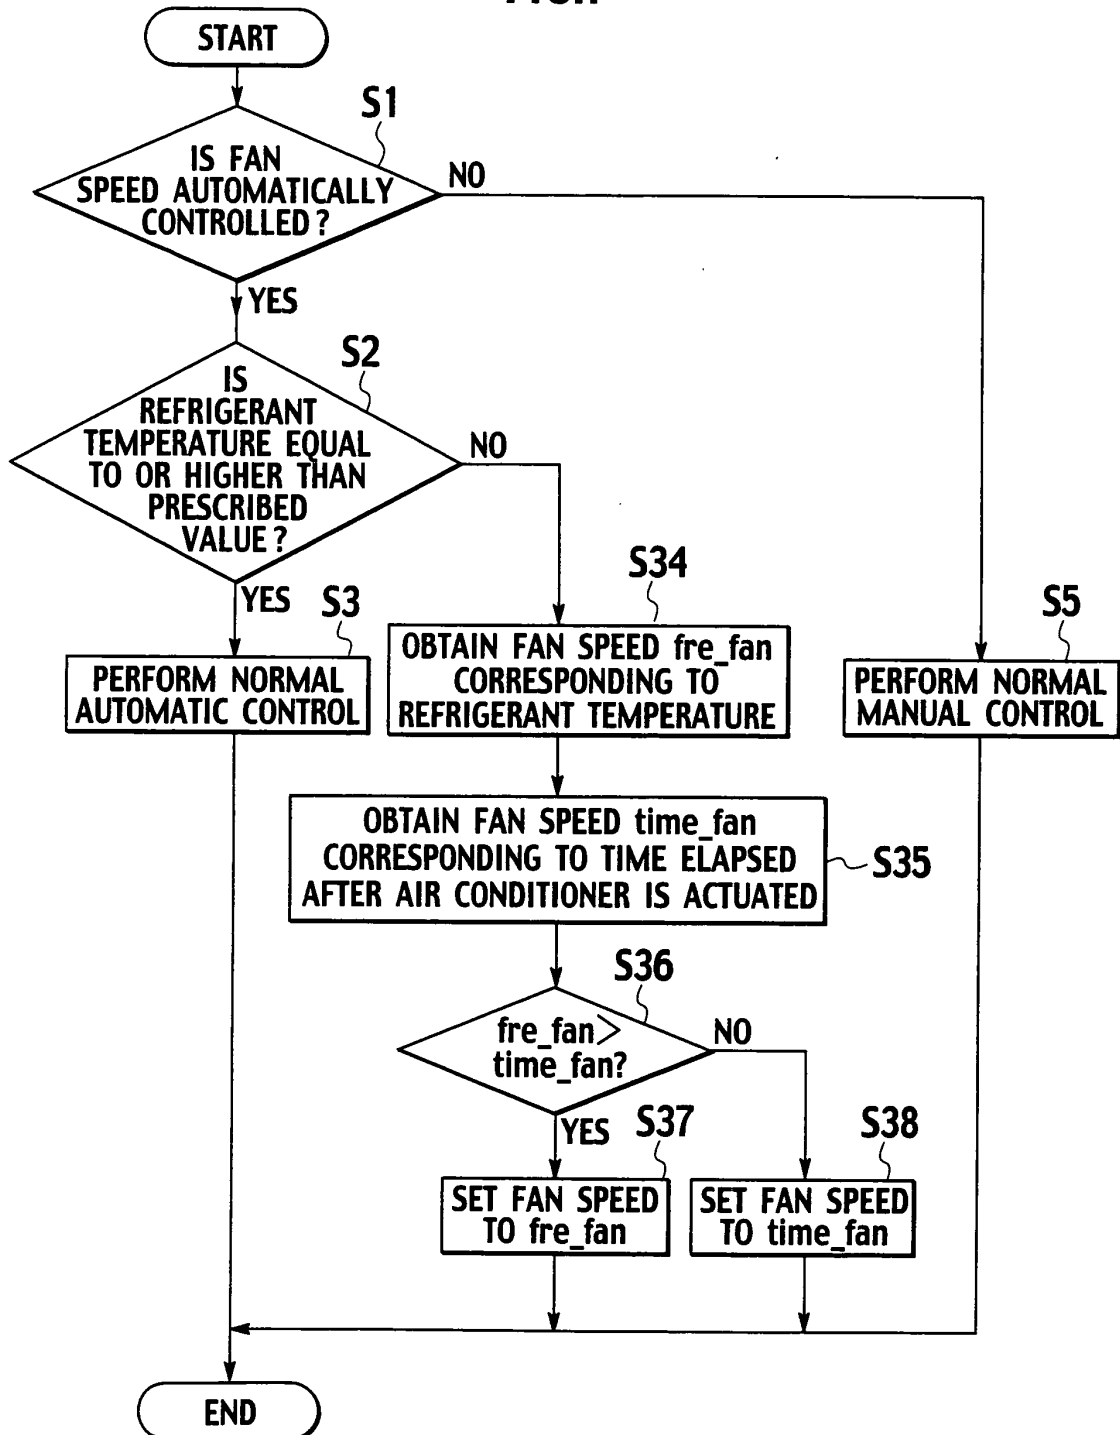 START
S1
IS FAN
SPEED AUTOMATICALLY
CONTROLLED?
NO
YES
S2
IS
REFRIGERANT
TEMPERATURE EQUAL
TO OR HIGHER THAN
PRESCRIBED
VALUE?
NO
YES
S3
PERFORM NORMAL
AUTOMATIC CONTROL
S34
OBTAIN FAN SPEED fre_fan
CORRESPONDING TO
REFRIGERANT TEMPERATURE
S5
PERFORM NORMAL
MANUAL CONTROL
OBTAIN FAN SPEED time_fan
CORRESPONDING TO TIME ELAPSED
AFTER AIR CONDITIONER IS ACTUATED
S35
S36
fre_fan>
time_fan?
NO
YES
S37
SET FAN SPEED
TO fre_fan
S38
SET FAN SPEED
TO time_fan
END